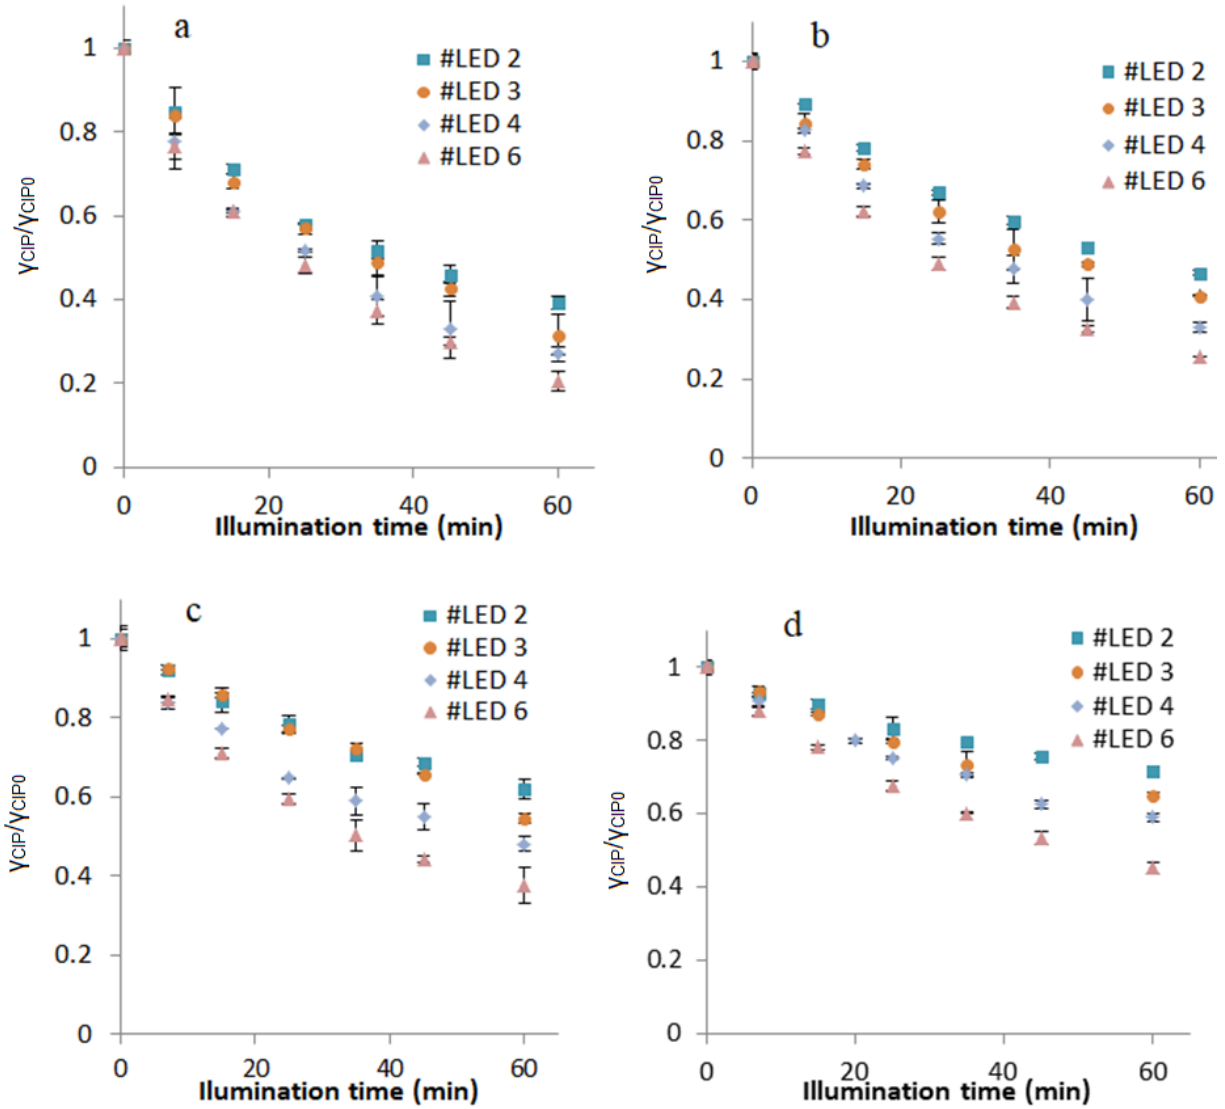 a
1
0.8
0.6
0.4
0.2
0
γCIP/γCIP0
#LED 2
#LED 3
#LED 4
#LED 6
0 20 40 60
Illumination time (min)
b
1
0.8
0.6
0.4
0.2
0
γCIP/γCIP0
#LED 2
#LED 3
#LED 4
#LED 6
0 20 40 60
Illumination time (min)
c
1
0.8
0.6
0.4
0.2
0
γCIP/γCIP0
#LED 2
#LED 3
#LED 4
#LED 6
0 20 40 60
Ilumination time (min)
d
1
0.8
0.6
0.4
0.2
0
γCIP/γCIP0
#LED 2
#LED 3
#LED 4
#LED 6
0 20 40 60
Illumination time (min)